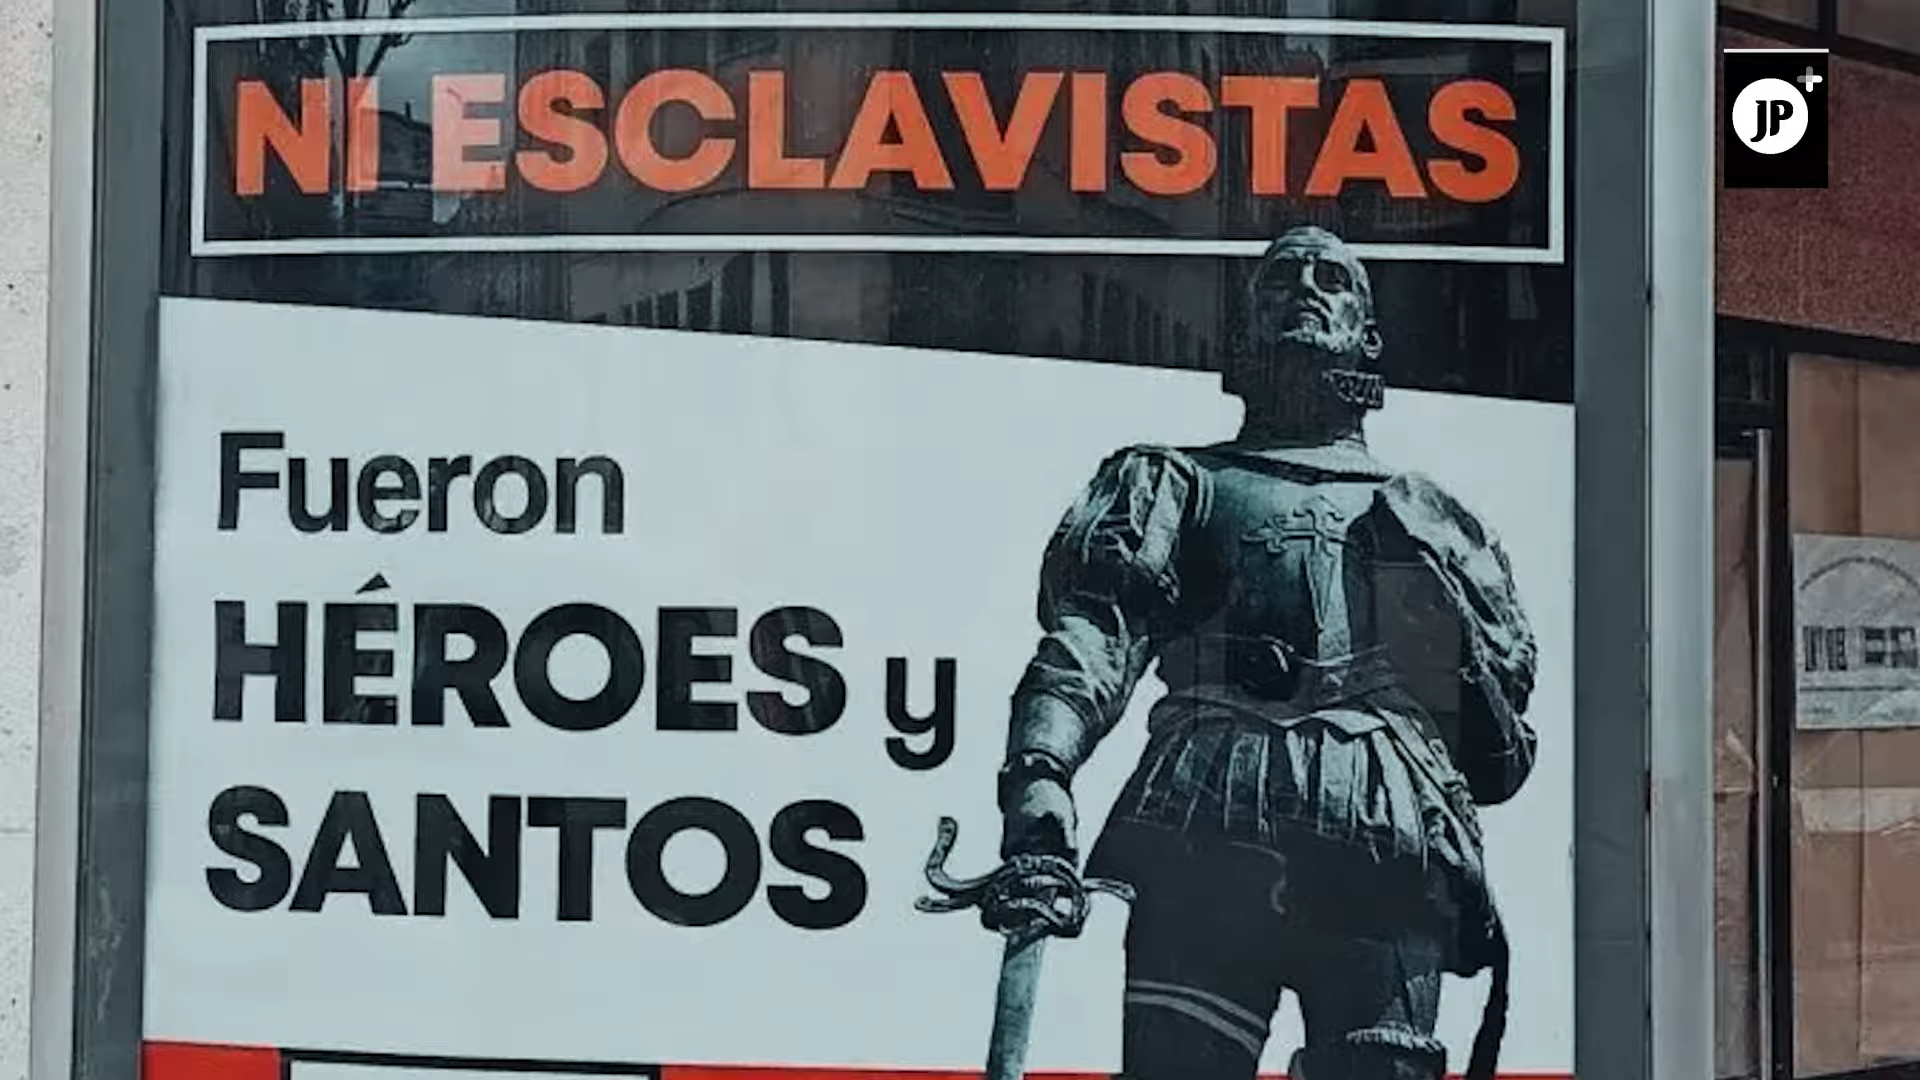 NI ESCLAVISTAS
JP+
Fueron
HÉROES y
SANTOS